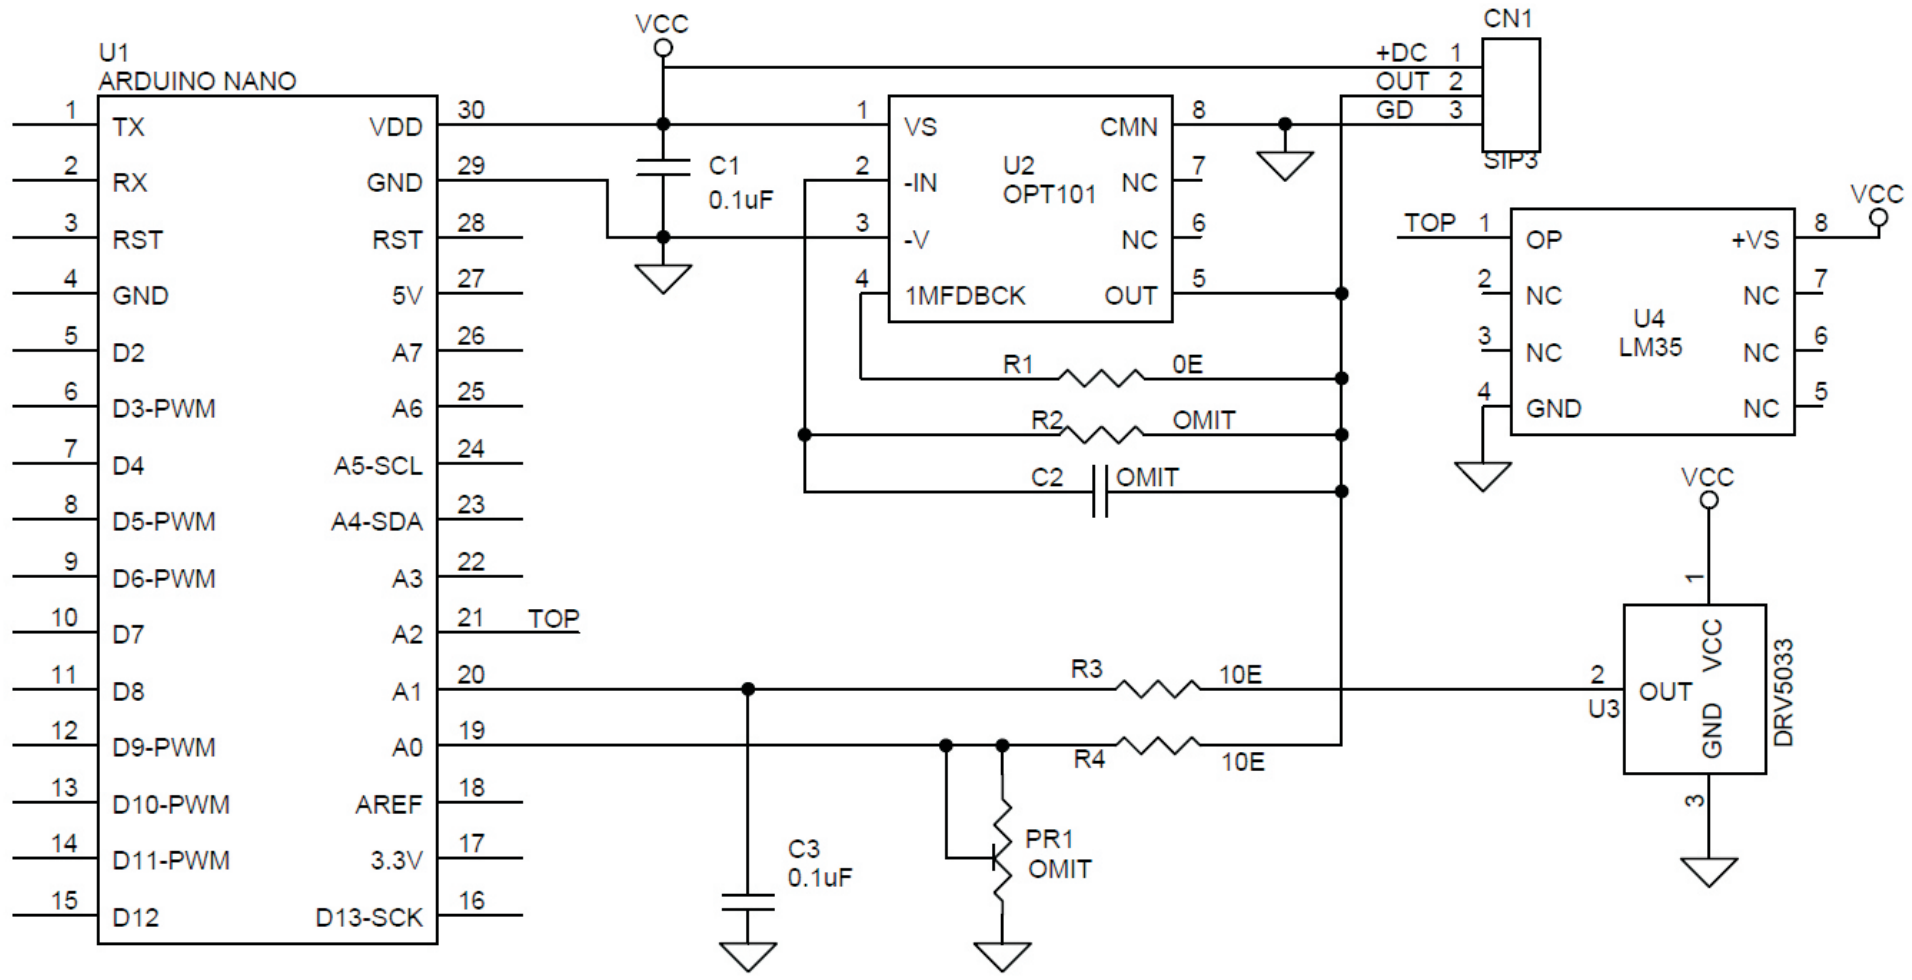 U1
ARDUINO NANO
1 TX
2 RX
3 RST
4 GND
5 D2
6 D3-PWM
7 D4
8 D5-PWM
9 D6-PWM
10 D7
11 D8
12 D9-PWM
13 D10-PWM
14 D11-PWM
15 D12
VDD 30
GND 29
RST 28
5V 27
A7 26
A6 25
A5-SCL 24
A4-SDA 23
A3 22
A2 21 TOP
A1 20
A0 19
AREF 18
3.3V 17
D13-SCK 16
VCC
C1
0.1uF
1 VS
2 -IN
3 -V
4 1MFDBCK
U2
OPT101
CMN 8
NC 7
NC 6
OUT 5
R1 0E
R2 OMIT
C2 OMIT
R3 10E
R4 10E
C3
0.1uF
PR1
OMIT
CN1
+DC 1
OUT 2
GD 3
SIP3
TOP 1 OP
2 NC
3 NC
4 GND
U4
LM35
VCC
+VS 8
NC 7
NC 6
NC 5
VCC
1
VCC
2 OUT
U3
GND
3
DRV5033